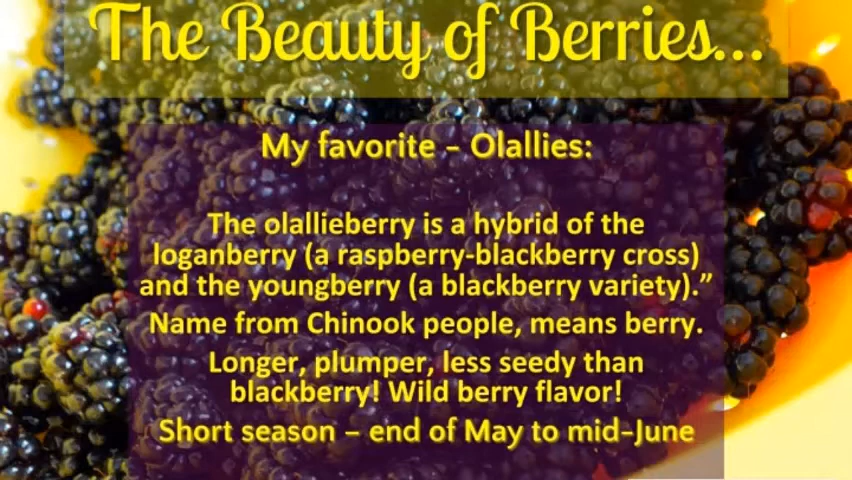 The Beauty of Berries...
My favorite – Olallies:
The olallieberry is a hybrid of the
loganberry (a raspberry-blackberry cross)
and the youngberry (a blackberry variety).”
Name from Chinook people, means berry.
Longer, plumper, less seedy than
blackberry! Wild berry flavor!
Short season – end of May to mid-June